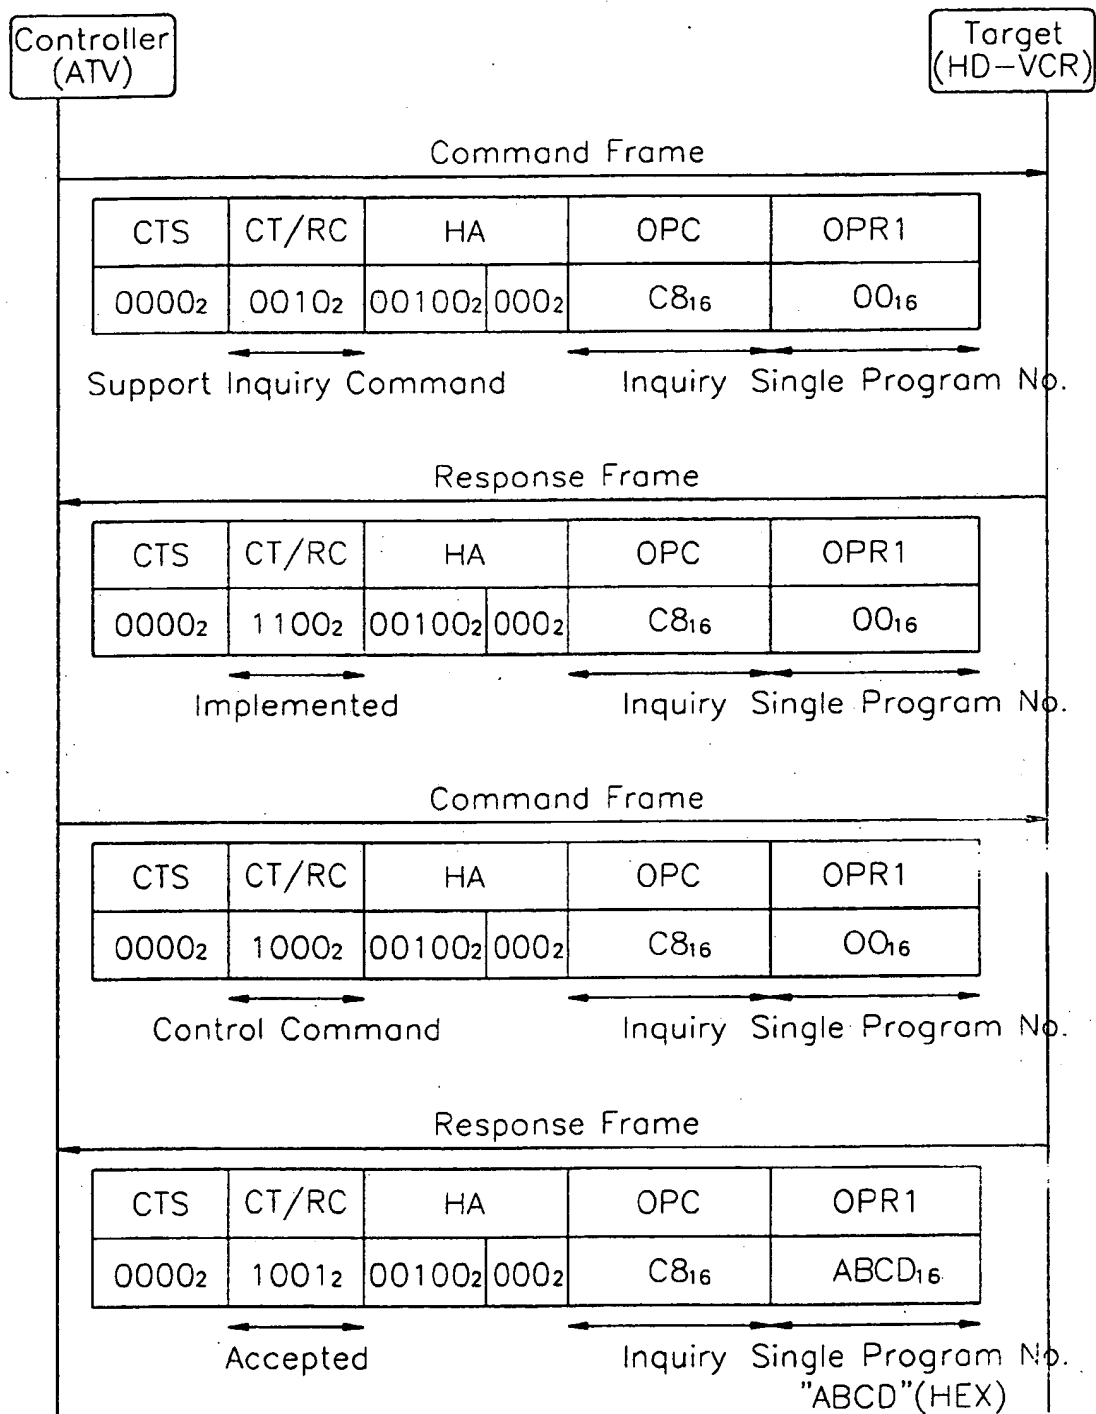 Controller
(ATV)
Target
(HD-VCR)
Command Frame
CTS CT/RC HA OPC OPR1
0000₂ 0010₂ 00100₂ 000₂ C8₁₆ 00₁₆
Support Inquiry Command Inquiry Single Program No.
Response Frame
CTS CT/RC HA OPC OPR1
0000₂ 1100₂ 00100₂ 000₂ C8₁₆ 00₁₆
Implemented Inquiry Single Program No.
Command Frame
CTS CT/RC HA OPC OPR1
0000₂ 1000₂ 00100₂ 000₂ C8₁₆ 00₁₆
Control Command Inquiry Single Program No.
Response Frame
CTS CT/RC HA OPC OPR1
0000₂ 1001₂ 00100₂ 000₂ C8₁₆ ABCD₁₆
Accepted Inquiry Single Program No.
"ABCD"(HEX)